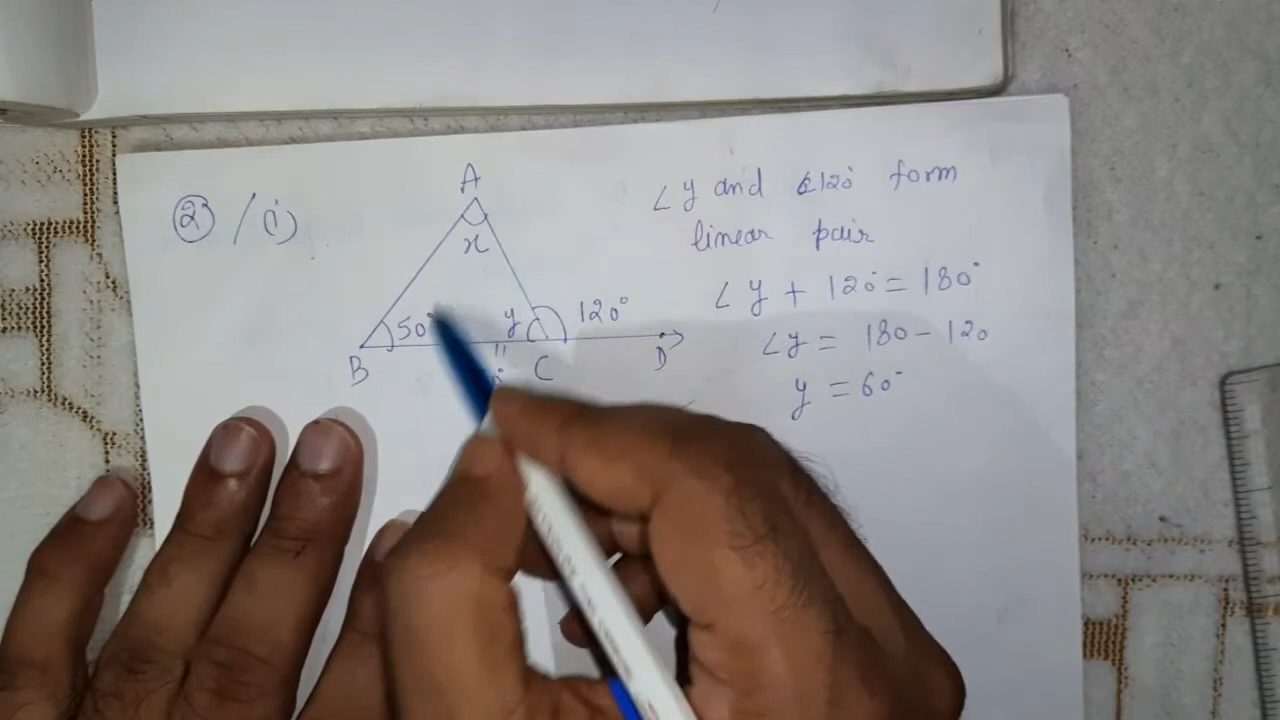 ② / (i)
A
x
50°
y
120°
B
C
D
∠y and ∠120° form
linear pair
∠y + 120° = 180°
∠y = 180 - 120
y = 60°